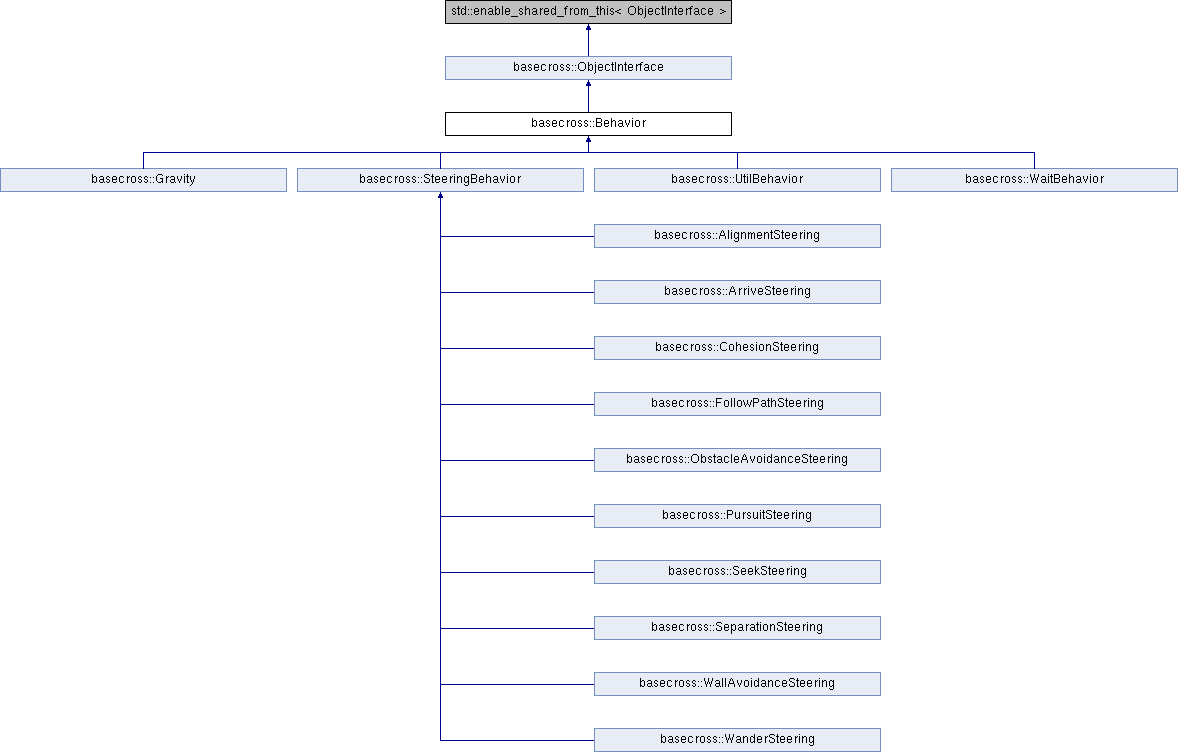 std::enable_shared_from_this< ObjectInterface >
basecross::ObjectInterface
basecross::Behavior
basecross::Gravity
basecross::SteeringBehavior
basecross::UtilBehavior
basecross::WaitBehavior
basecross::AlignmentSteering
basecross::ArriveSteering
basecross::CohesionSteering
basecross::FollowPathSteering
basecross::ObstacleAvoidanceSteering
basecross::PursuitSteering
basecross::SeekSteering
basecross::SeparationSteering
basecross::WallAvoidanceSteering
basecross::WanderSteering